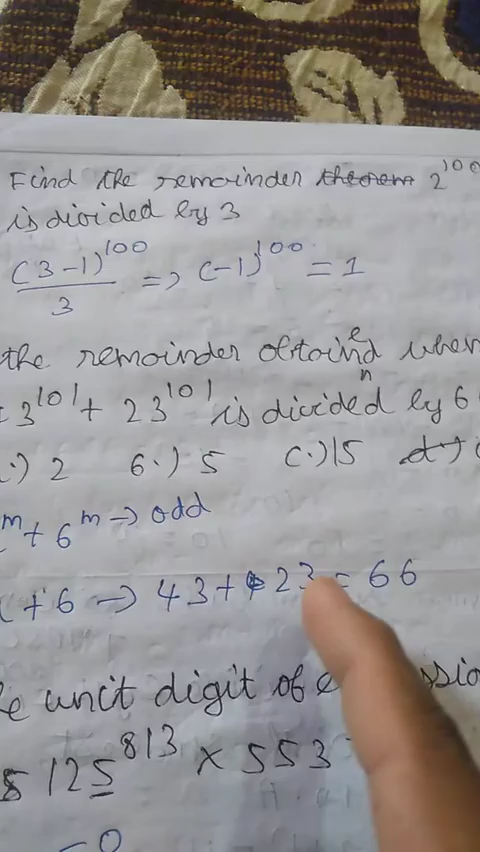 Find the remainder theorem 2^100
is divided by 3
(3-1)^100 / 3 => (-1)^100 = 1
the remainder obtained when
3^101 + 23^101 is divided by 6
2 b.) 5 c.) 15 d.)
^m + 6^m → odd
+ 6 → 43 + 23 = 66
unit digit of
125^813 × 553
= 0